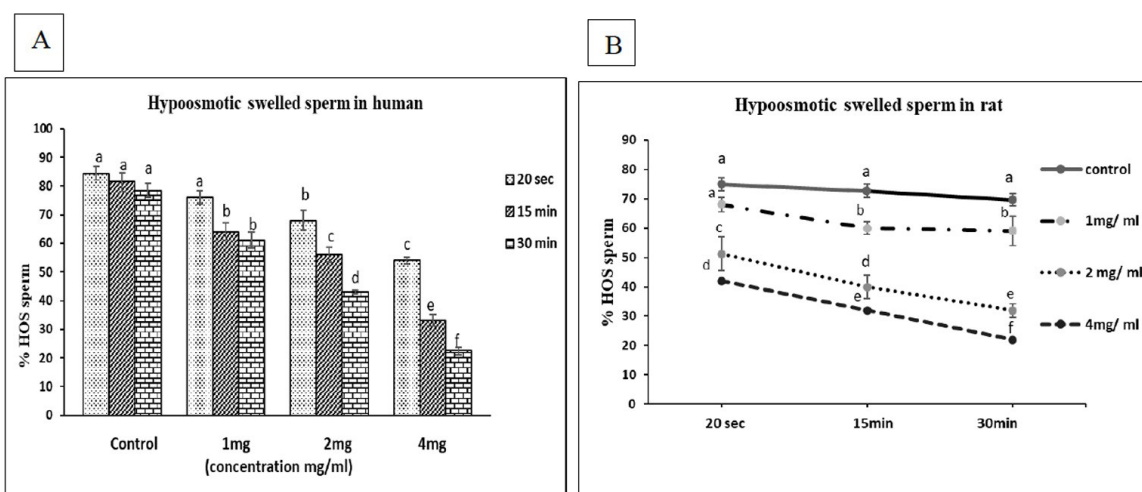 A
Hypoosmotic swelled sperm in human
% HOS sperm
100
90
80
70
60
50
40
30
20
10
0
a a a
a b b
b c d
c e f
Control 1mg 2mg 4mg
(concentration mg/ml)
20 sec
15 min
30 min
B
Hypoosmotic swelled sperm in rat
% HOS sperm
90
80
70
60
50
40
30
20
10
0
a a a
a b b
c d e
d e f
20 sec 15min 30min
control
1mg/ ml
2 mg/ ml
4mg/ ml